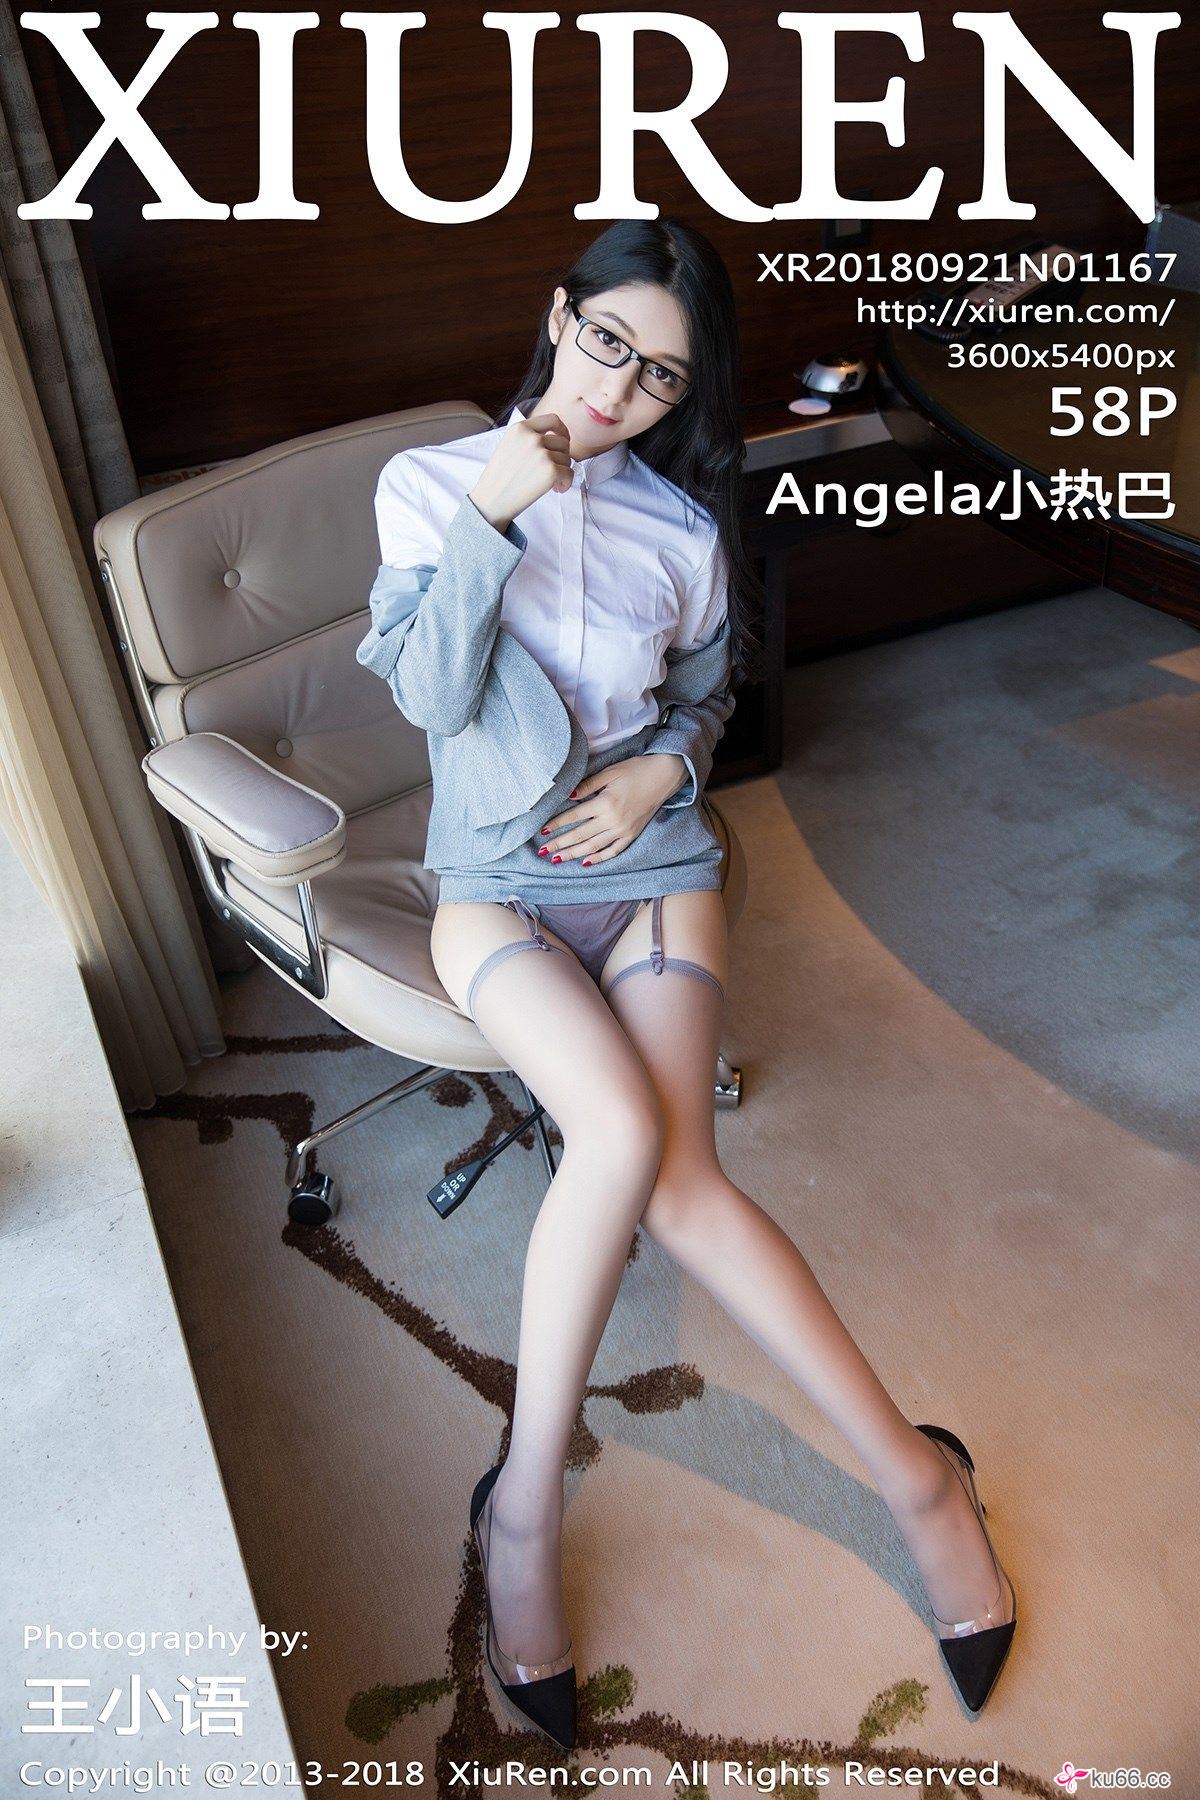 XIUREN
XR20180921N01167
http://xiuren.com/
3600x5400px
58P
Angela小热巴
UP
OR
DOWN
Photography by:
王小语
Copyright @2013-2018 XiuRen.com All Rights Reserved
ku66.cc